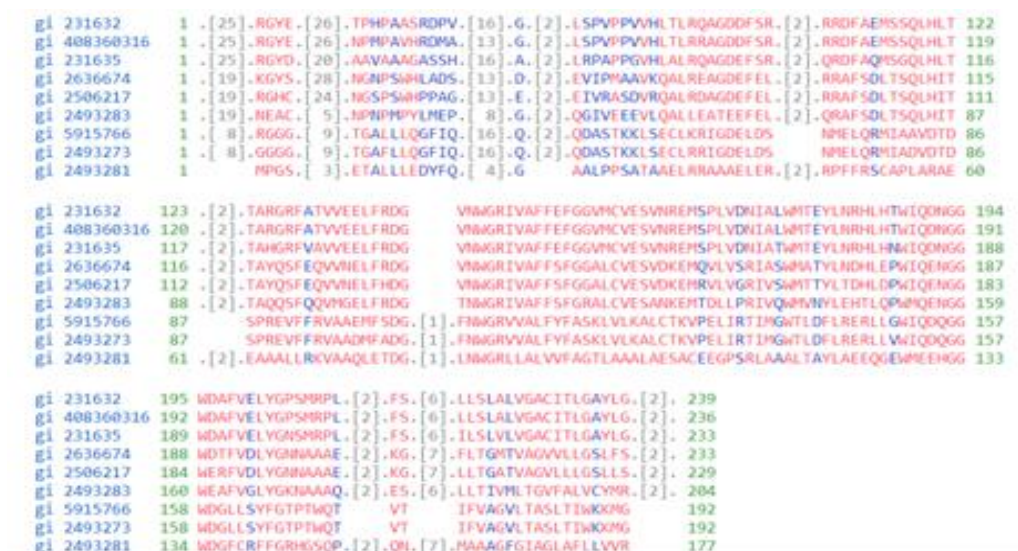 gi 231632 1 .[25].RGYE.[26].TPHPAASRDPV.[16].G.[2].LSPVPPVVHLTLRQAGDDFSR.[2].RRDFAEMSSQLHLT 122
gi 408360316 1 .[25].RGYE.[26].NPMPAVHRDMA.[13].G.[2].LSPVPPVVHLTLRRAGDDFSR.[2].RRDFAEMSSQLHLT 119
gi 231635 1 .[25].RGYD.[20].AAVAAAGASSH.[16].A.[2].LRPAPPGVHLALRQAGDEFSR.[2].QRDFAQMSGQLHLT 116
gi 2636674 1 .[19].KGYS.[28].NGNPSWHLADS.[13].D.[2].EVIPMAAVKQALREAGDEFEL.[2].RRAFSDLTSQLHIT 115
gi 2506217 1 .[19].RGHC.[24].NGSPSWHPPAG.[13].E.[2].EIVRASDVRQALRDAGDEFEL.[2].RRAFSDLTSQLHIT 111
gi 2493283 1 .[19].NEAC.[ 5].NPNPMPYLMEP.[ 8].G.[2].QGIVEEEVLQALLEATEEFEL.[2].QRAFSDLTSQLHIT 87
gi 5915766 1 .[ 8].RGGG.[ 9].TGALLLQGFIQ.[16].Q.[2].QDASTKKLSECLKRIGDELDS NMELQRMIAAVDTD 86
gi 2493273 1 .[ 8].GGGG.[ 9].TGAFLLQGFIQ.[16].Q.[2].QDASTKKLSECLRRIGDELDS NMELQRMIADVDTD 86
gi 2493281 1 MPGS.[ 3].ETALLLEDYFQ.[ 4].G AALPPSATAAELRRAAAELER.[2].RPFFRSCAPLARAE 60
gi 231632 123 .[2].TARGRFATVVEELFRDG VNWGRIVAFFEFGGVMCVESVNREMSPLVDNIALWMTEYLNRHLHTWIQDNGG 194
gi 408360316 120 .[2].TARGRFATVVEELFRDG VNWGRIVAFFEFGGVMCVESVNREMSPLVDNIALWMTEYLNRHLHTWIQDNGG 191
gi 231635 117 .[2].TAHGRFVAVVEELFRDG VNWGRIVAFFEFGGVMCVESVNREMSPLVDNIATWMTEYLNRHLHNWIQDNGG 188
gi 2636674 116 .[2].TAYQSFEQVVNELFRDG VNWGRIVAFFSFGGALCVESVDKEMQVLVSRIASWMATYLNDHLEPWIQENGG 187
gi 2506217 112 .[2].TAYQSFEQVVNELFHDG VNWGRIVAFFSFGGALCVESVDKEMRVLVGRIVSWMTTYLTDHLDPWIQENGG 183
gi 2493283 88 .[2].TAQQSFQQVMGELFRDG TNWGRIVAFFSFGRALCVESANKEMTDLLPRIVQWMVNYLEHTLQPWMQENGG 159
gi 5915766 87 SPREVFFRVAAEMFSDG.[1].FNWGRVVALFYFASKLVLKALCTKVPELIRTIMGWTLDFLRERLLGWIQDQGG 157
gi 2493273 87 SPREVFFRVAADMFADG.[1].FNWGRVVALFYFASKLVLKALCTKVPELIRTIMGWTLDFLRERLLVWIQDQGG 157
gi 2493281 61 .[2].EAAALLRKVAAQLETDG.[1].LNWGRLLALVVFAGTLAAALAESACEEGPSRLAAALTAYLAEEQGEWMEEHGG 133
gi 231632 195 WDAFVELYGPSMRPL.[2].FS.[6].LLSLALVGACITLGAYLG.[2]. 239
gi 408360316 192 WDAFVELYGPSMRPL.[2].FS.[6].LLSLALVGACITLGAYLG.[2]. 236
gi 231635 189 WDAFVELYGNSMRPL.[2].FS.[6].ILSLVLVGACITLGAYLG.[2]. 233
gi 2636674 188 WDTFVDLYGNNAAAE.[2].KG.[7].FLTGMTVAGVVLLGSLFS.[2]. 233
gi 2506217 184 WERFVDLYGNNAAAE.[2].KG.[7].LLTGATVAGVLLLGSLLS.[2]. 229
gi 2493283 160 WEAFVGLYGKNAAAQ.[2].ES.[6].LLTIVMLTGVFALVCYMR.[2]. 204
gi 5915766 158 WDGLLSYFGTPTWQT VT IFVAGVLTASLTIWKKMG 192
gi 2493273 158 WDGLLSYFGTPTWQT VT IFVAGVLTASLTIWKKMG 192
gi 2493281 134 WDGFCRFFGRHGSQP.[2].QN.[7].MAAAGFGIAGLAFLLVVR 177